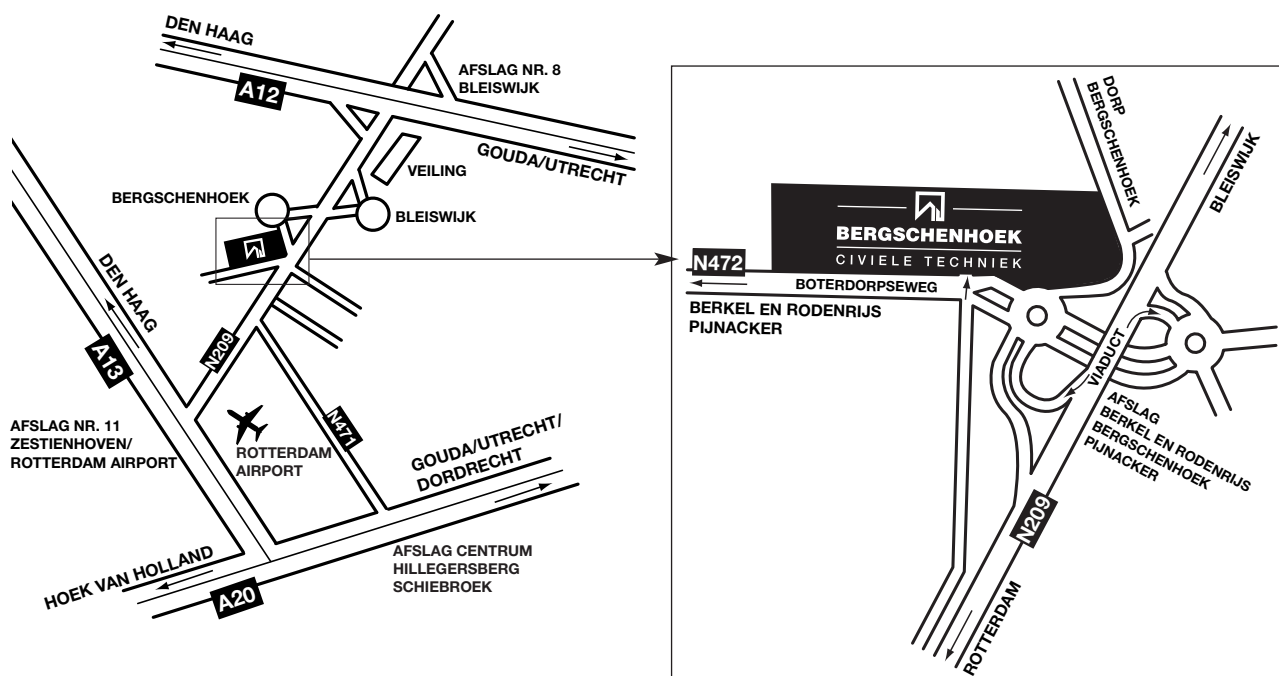 DEN HAAG
A12
AFSLAG NR. 8
BLEISWIJK
GOUDA/UTRECHT
VEILING
BERGSCHENHOEK
BLEISWIJK
DEN HAAG
A13
N209
N471
AFSLAG NR. 11
ZESTIENHOVEN/
ROTTERDAM AIRPORT
ROTTERDAM
AIRPORT
GOUDA/UTRECHT/
DORDRECHT
HOEK VAN HOLLAND
A20
AFSLAG CENTRUM
HILLEGERSBERG
SCHIEBROEK
DORP
BERGSCHENHOEK
BLEISWIJK
BERGSCHENHOEK
CIVIELE TECHNIEK
N472
BOTERDORPSEWEG
BERKEL EN RODENRIJS
PIJNACKER
VIADUCT
AFSLAG
BERKEL EN RODENRIJS
BERGSCHENHOEK
PIJNACKER
N209
ROTTERDAM